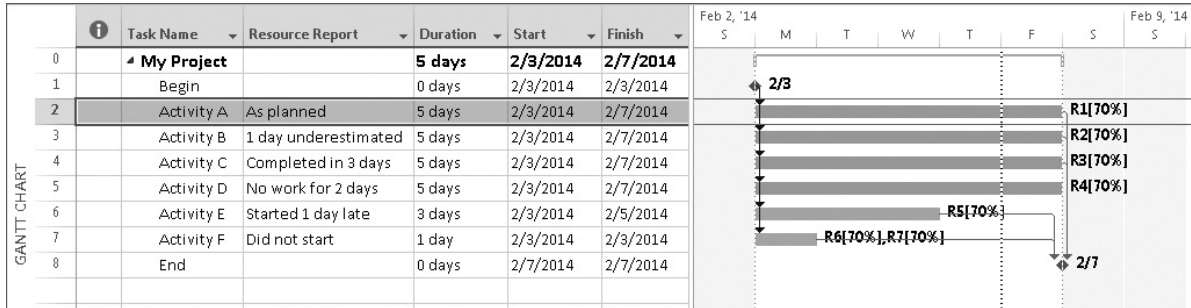 Feb 2, '14 Feb 9, '14
Task Name Resource Report Duration Start Finish S M T W T F S S
0 My Project 5 days 2/3/2014 2/7/2014
1 Begin 0 days 2/3/2014 2/3/2014 2/3
2 Activity A As planned 5 days 2/3/2014 2/7/2014 R1[70%]
3 Activity B 1 day underestimated 5 days 2/3/2014 2/7/2014 R2[70%]
4 Activity C Completed in 3 days 5 days 2/3/2014 2/7/2014 R3[70%]
5 Activity D No work for 2 days 5 days 2/3/2014 2/7/2014 R4[70%]
6 Activity E Started 1 day late 3 days 2/3/2014 2/5/2014 R5[70%]
7 Activity F Did not start 1 day 2/3/2014 2/3/2014 R6[70%],R7[70%]
8 End 0 days 2/7/2014 2/7/2014 2/7
GANTT CHART